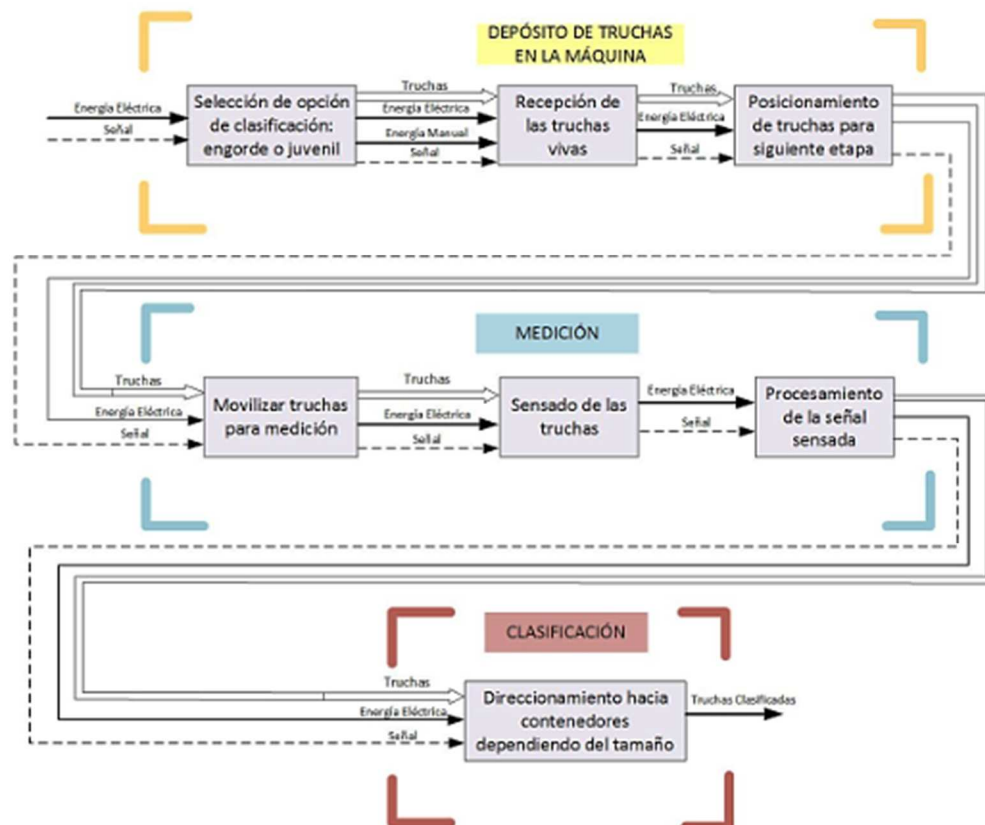 DEPÓSITO DE TRUCHAS
EN LA MÁQUINA
Energía Eléctrica
Señal
Selección de opción
de clasificación:
engorde o juvenil
Truchas
Energía Eléctrica
Energía Manual
Señal
Recepción de
las truchas
vivas
Truchas
Energía Eléctrica
Señal
Posicionamiento
de truchas para
siguiente etapa
MEDICIÓN
Truchas
Energía Eléctrica
Señal
Movilizar truchas
para medición
Truchas
Energía Eléctrica
Señal
Sensado de las
truchas
Energía Eléctrica
Señal
Procesamiento
de la señal
sensada
CLASIFICACIÓN
Truchas
Energía Eléctrica
Señal
Direccionamiento hacia
contenedores
dependiendo del tamaño
Truchas Clasificadas